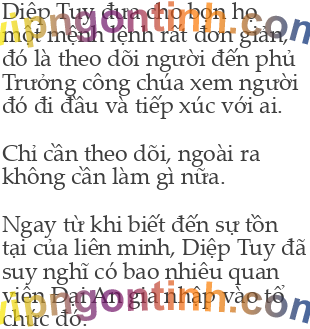 Diệp Tuy đưa cho bọn họ
một mệnh lệnh rất đơn giản,
đó là theo dõi người đến phủ
Trưởng công chúa xem người
đó đi đâu và tiếp xúc với ai.
Chỉ cần theo dõi, ngoài ra
không cần làm gì nữa.
Ngay từ khi biết đến sự tồn
tại của liên minh, Diệp Tuy đã
suy nghĩ có bao nhiêu quan
viên Đại An gia nhập vào tổ
chức đó.
vipngontinh.com
vipngontinh.com